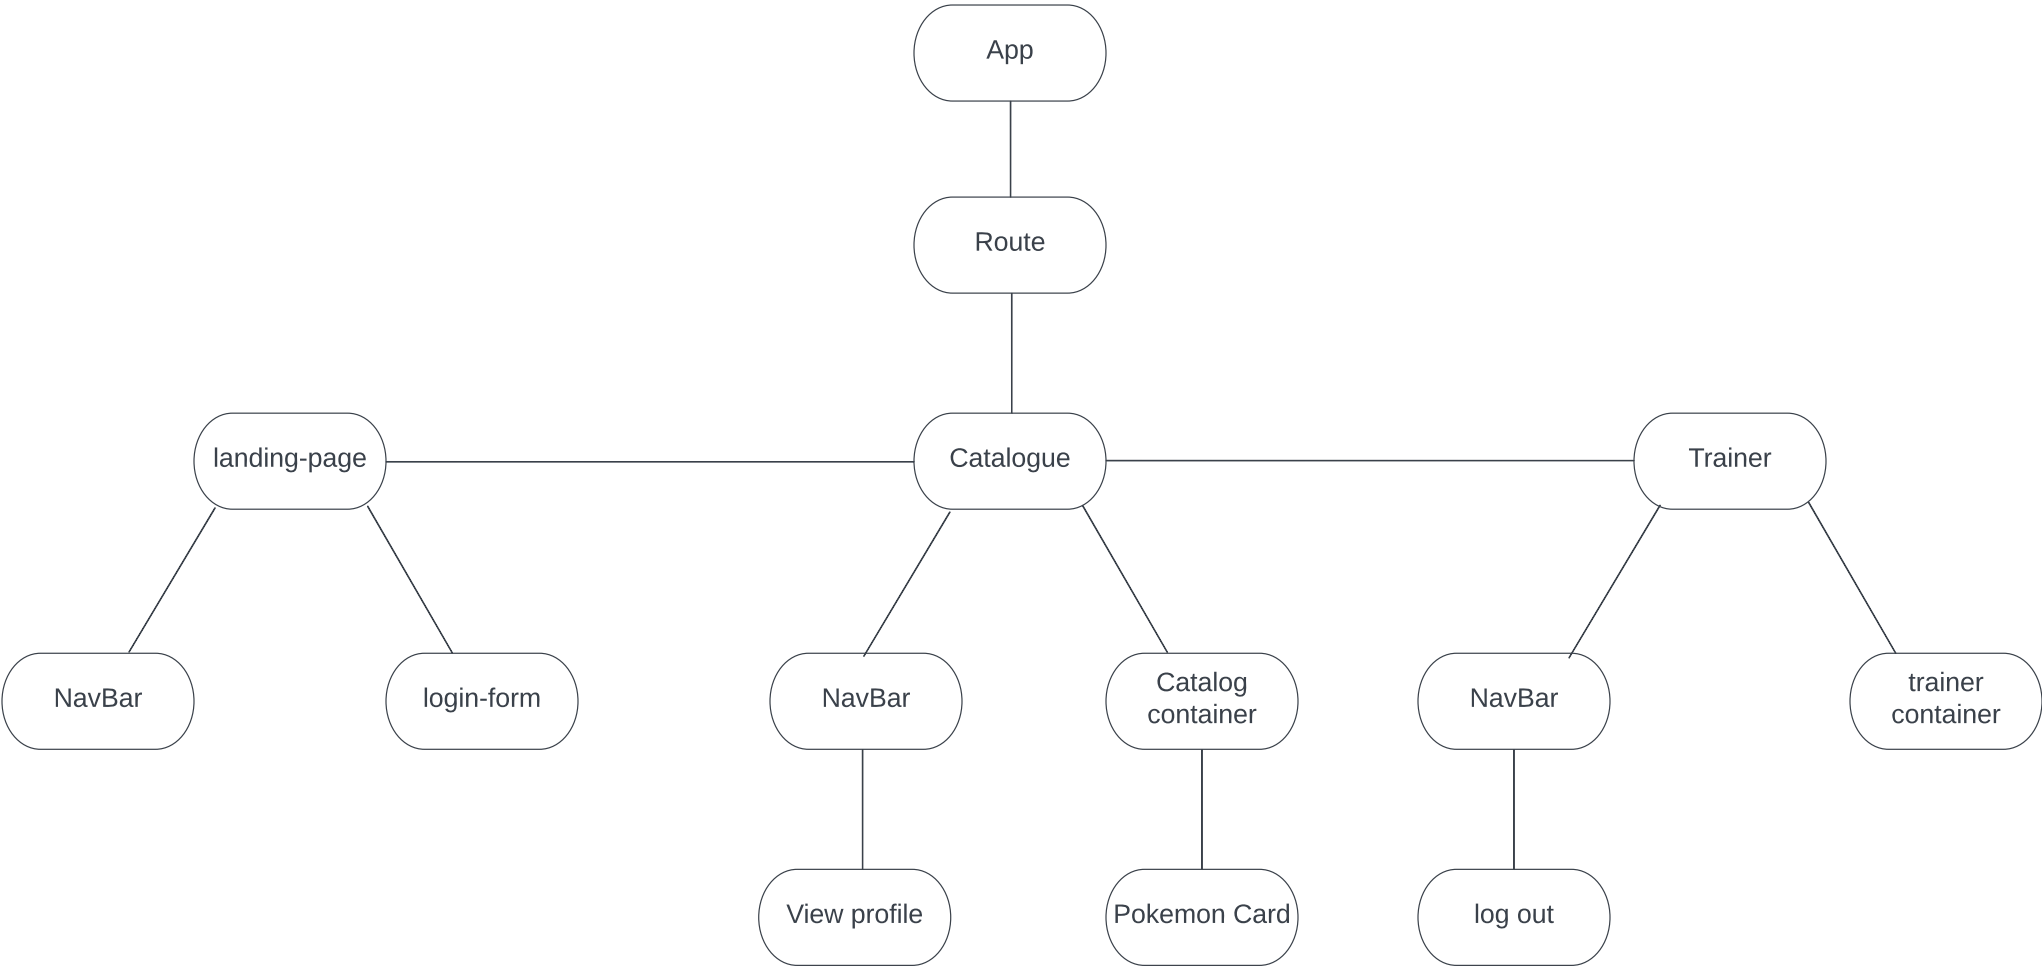 App
Route
landing-page
Catalogue
Trainer
NavBar
login-form
NavBar
Catalog
container
NavBar
trainer
container
View profile
Pokemon Card
log out